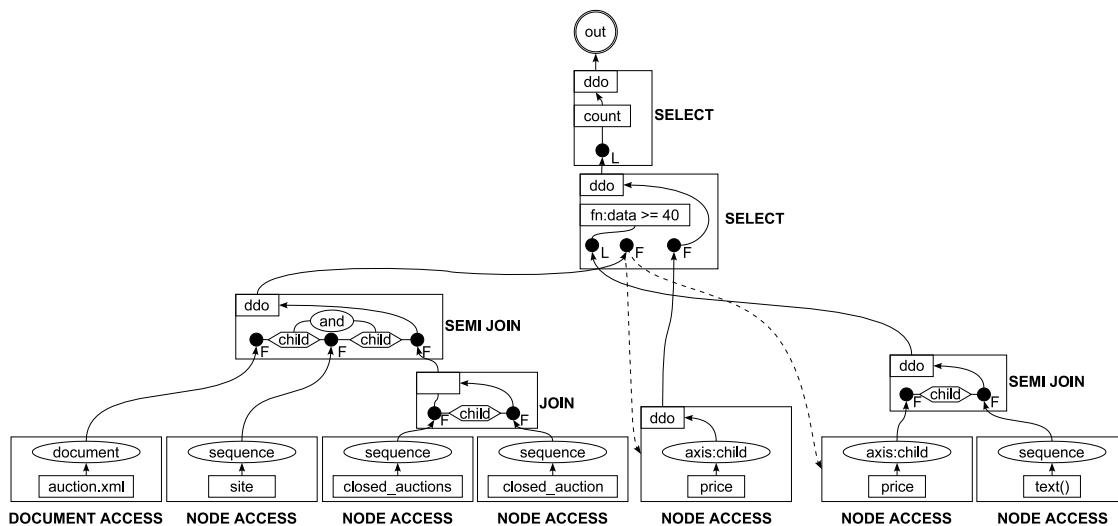 out
ddo
count
SELECT
L
ddo
fn:data >= 40
SELECT
L
F
F
ddo
and
child
child
SEMI JOIN
F
F
F
ddo
child
SEMI JOIN
F
F
child
JOIN
F
F
ddo
document
sequence
sequence
sequence
axis:child
axis:child
sequence
auction.xml
site
closed_auctions
closed_auction
price
price
text()
DOCUMENT ACCESS
NODE ACCESS
NODE ACCESS
NODE ACCESS
NODE ACCESS
NODE ACCESS
NODE ACCESS